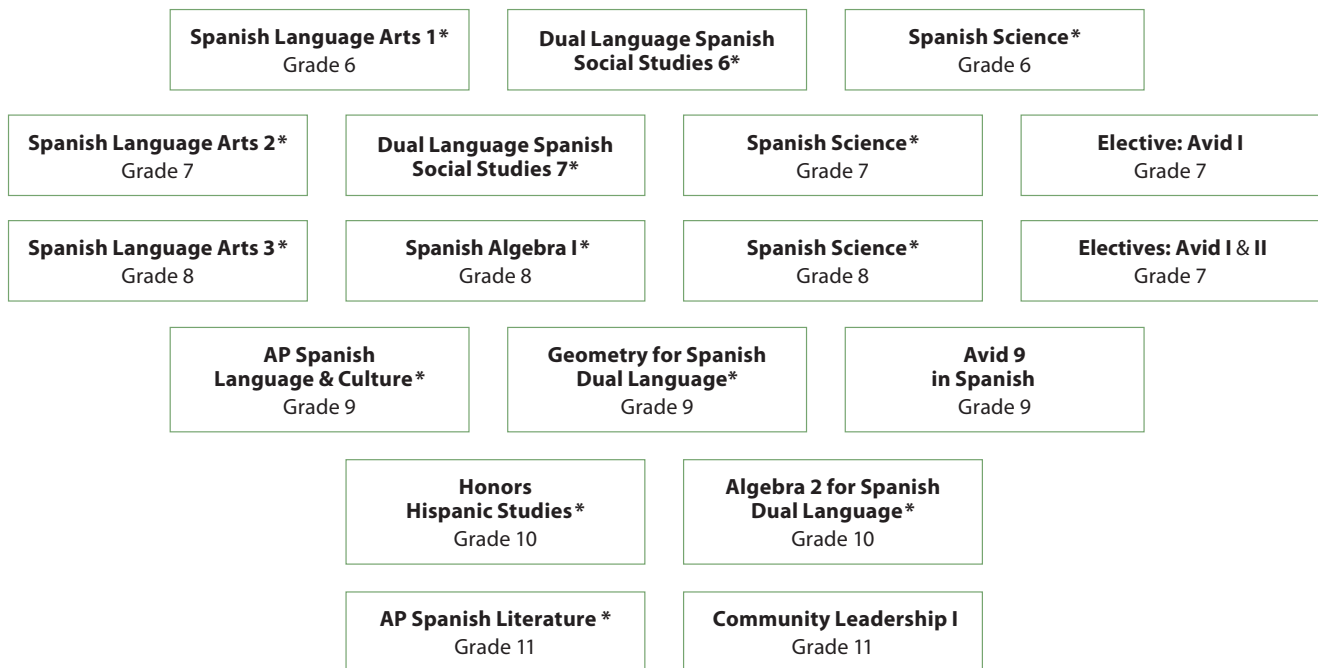 Spanish Language Arts 1*
Grade 6
Dual Language Spanish
Social Studies 6*
Spanish Science*
Grade 6
Spanish Language Arts 2*
Grade 7
Dual Language Spanish
Social Studies 7*
Spanish Science*
Grade 7
Elective: Avid I
Grade 7
Spanish Language Arts 3*
Grade 8
Spanish Algebra I*
Grade 8
Spanish Science*
Grade 8
Electives: Avid I & II
Grade 7
AP Spanish
Language & Culture*
Grade 9
Geometry for Spanish
Dual Language*
Grade 9
Avid 9
in Spanish
Grade 9
Honors
Hispanic Studies*
Grade 10
Algebra 2 for Spanish
Dual Language*
Grade 10
AP Spanish Literature *
Grade 11
Community Leadership I
Grade 11